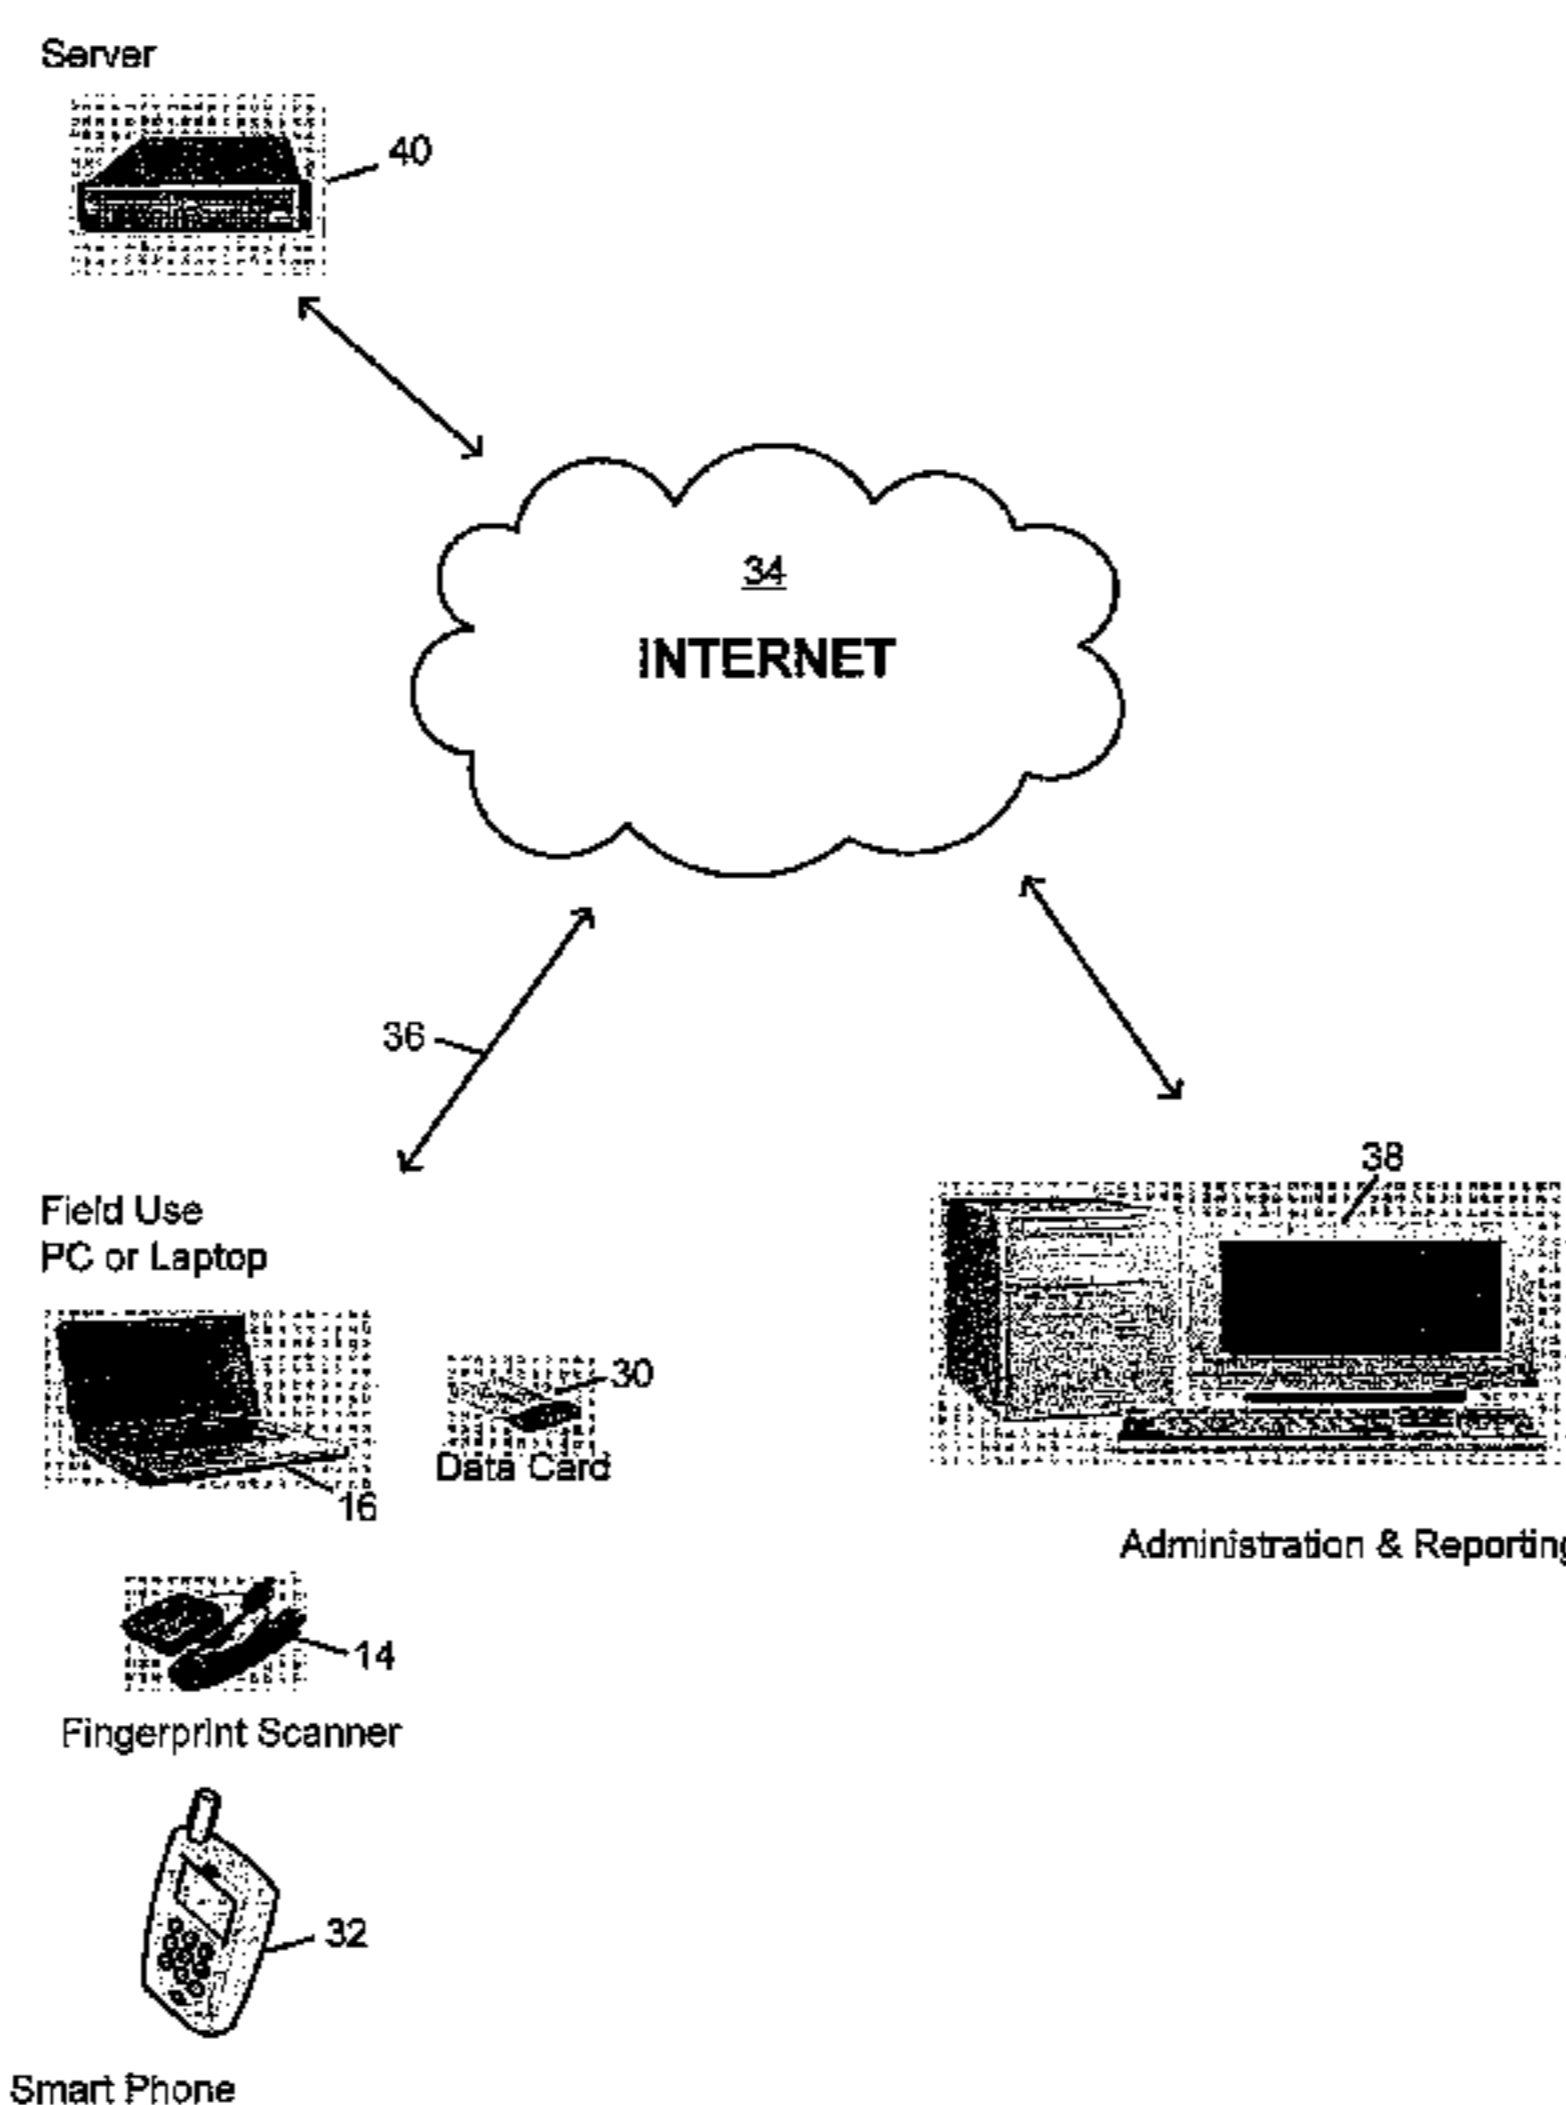 Server
40
34
INTERNET
36
38
Field Use
PC or Laptop
30
Data Card
16
Administration & Reporting
14
Fingerprint Scanner
32
Smart Phone